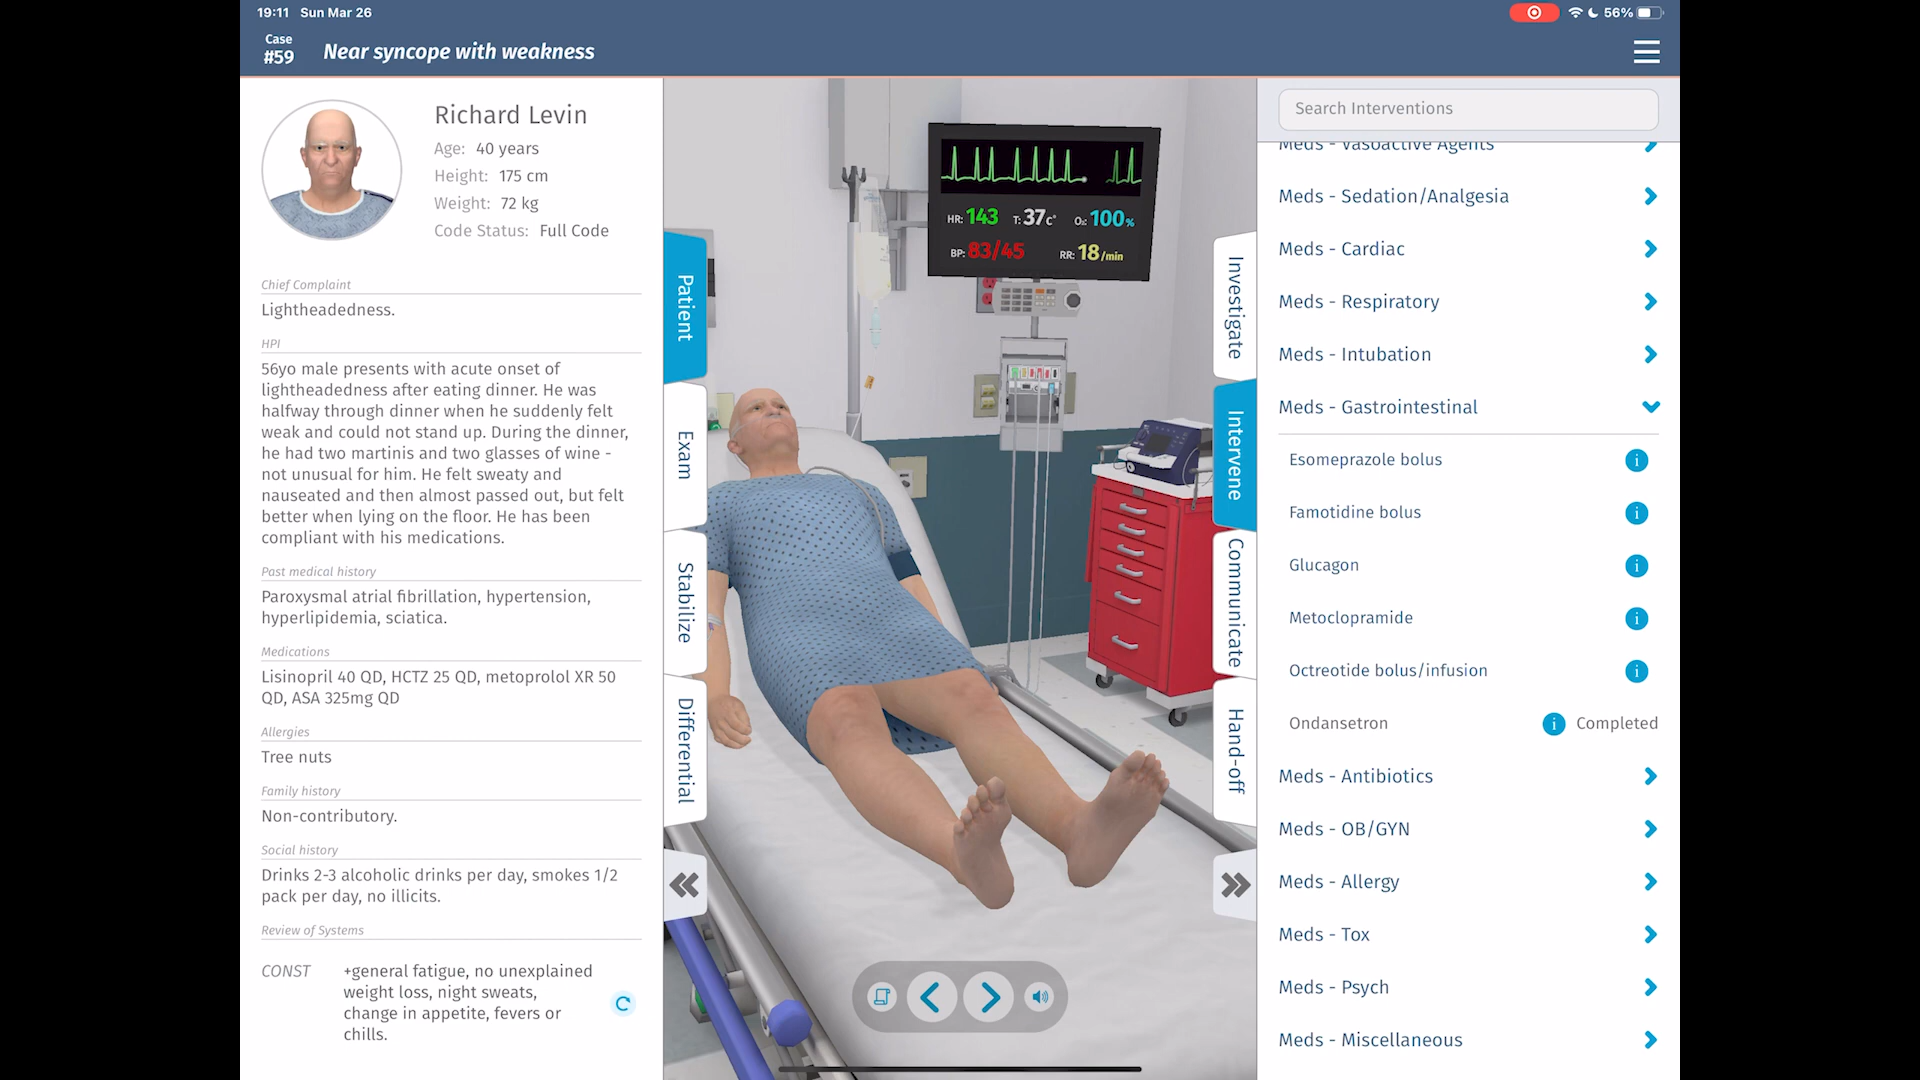 19:11 Sun Mar 26
56%
Case
#59
Near syncope with weakness
Richard Levin
Age: 40 years
Height: 175 cm
Weight: 72 kg
Code Status: Full Code
Chief Complaint
Lightheadedness.
HPI
56yo male presents with acute onset of
lightheadedness after eating dinner. He was
halfway through dinner when he suddenly felt
weak and could not stand up. During the dinner,
he had two martinis and two glasses of wine -
not unusual for him. He felt sweaty and
nauseated and then almost passed out, but felt
better when lying on the floor. He has been
compliant with his medications.
Past medical history
Paroxysmal atrial fibrillation, hypertension,
hyperlipidemia, sciatica.
Medications
Lisinopril 40 QD, HCTZ 25 QD, metoprolol XR 50
QD, ASA 325mg QD
Allergies
Tree nuts
Family history
Non-contributory.
Social history
Drinks 2-3 alcoholic drinks per day, smokes 1/2
pack per day, no illicits.
Review of Systems
CONST +general fatigue, no unexplained
weight loss, night sweats,
change in appetite, fevers or
chills.
Patient
Exam
Stabilize
Differential
HR: 143 T: 37c° O₂: 100%
BP: 83/45 RR: 18/min
Investigate
Intervene
Communicate
Hand-off
Search Interventions
Meds - Vasoactive Agents
Meds - Sedation/Analgesia
Meds - Cardiac
Meds - Respiratory
Meds - Intubation
Meds - Gastrointestinal
Esomeprazole bolus
Famotidine bolus
Glucagon
Metoclopramide
Octreotide bolus/infusion
Ondansetron Completed
Meds - Antibiotics
Meds - OB/GYN
Meds - Allergy
Meds - Tox
Meds - Psych
Meds - Miscellaneous